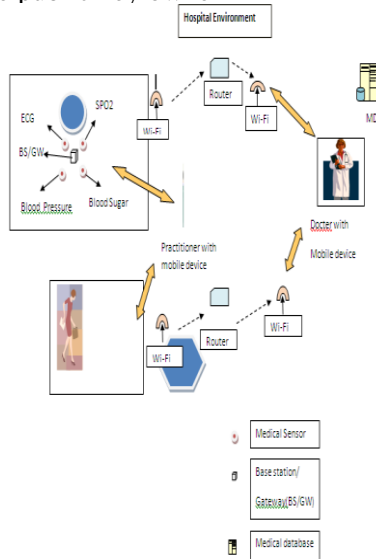 Hospital Environment
Router
Wi-Fi
Wi-Fi
ECG
SPO2
BS/GW
Blood Pressure
Blood Sugar
Docter with
Mobile device
Practitioner with
mobile device
Router
Wi-Fi
Wi-Fi
Medical Sensor
Base station/
Gateway(BS/GW)
Medical database